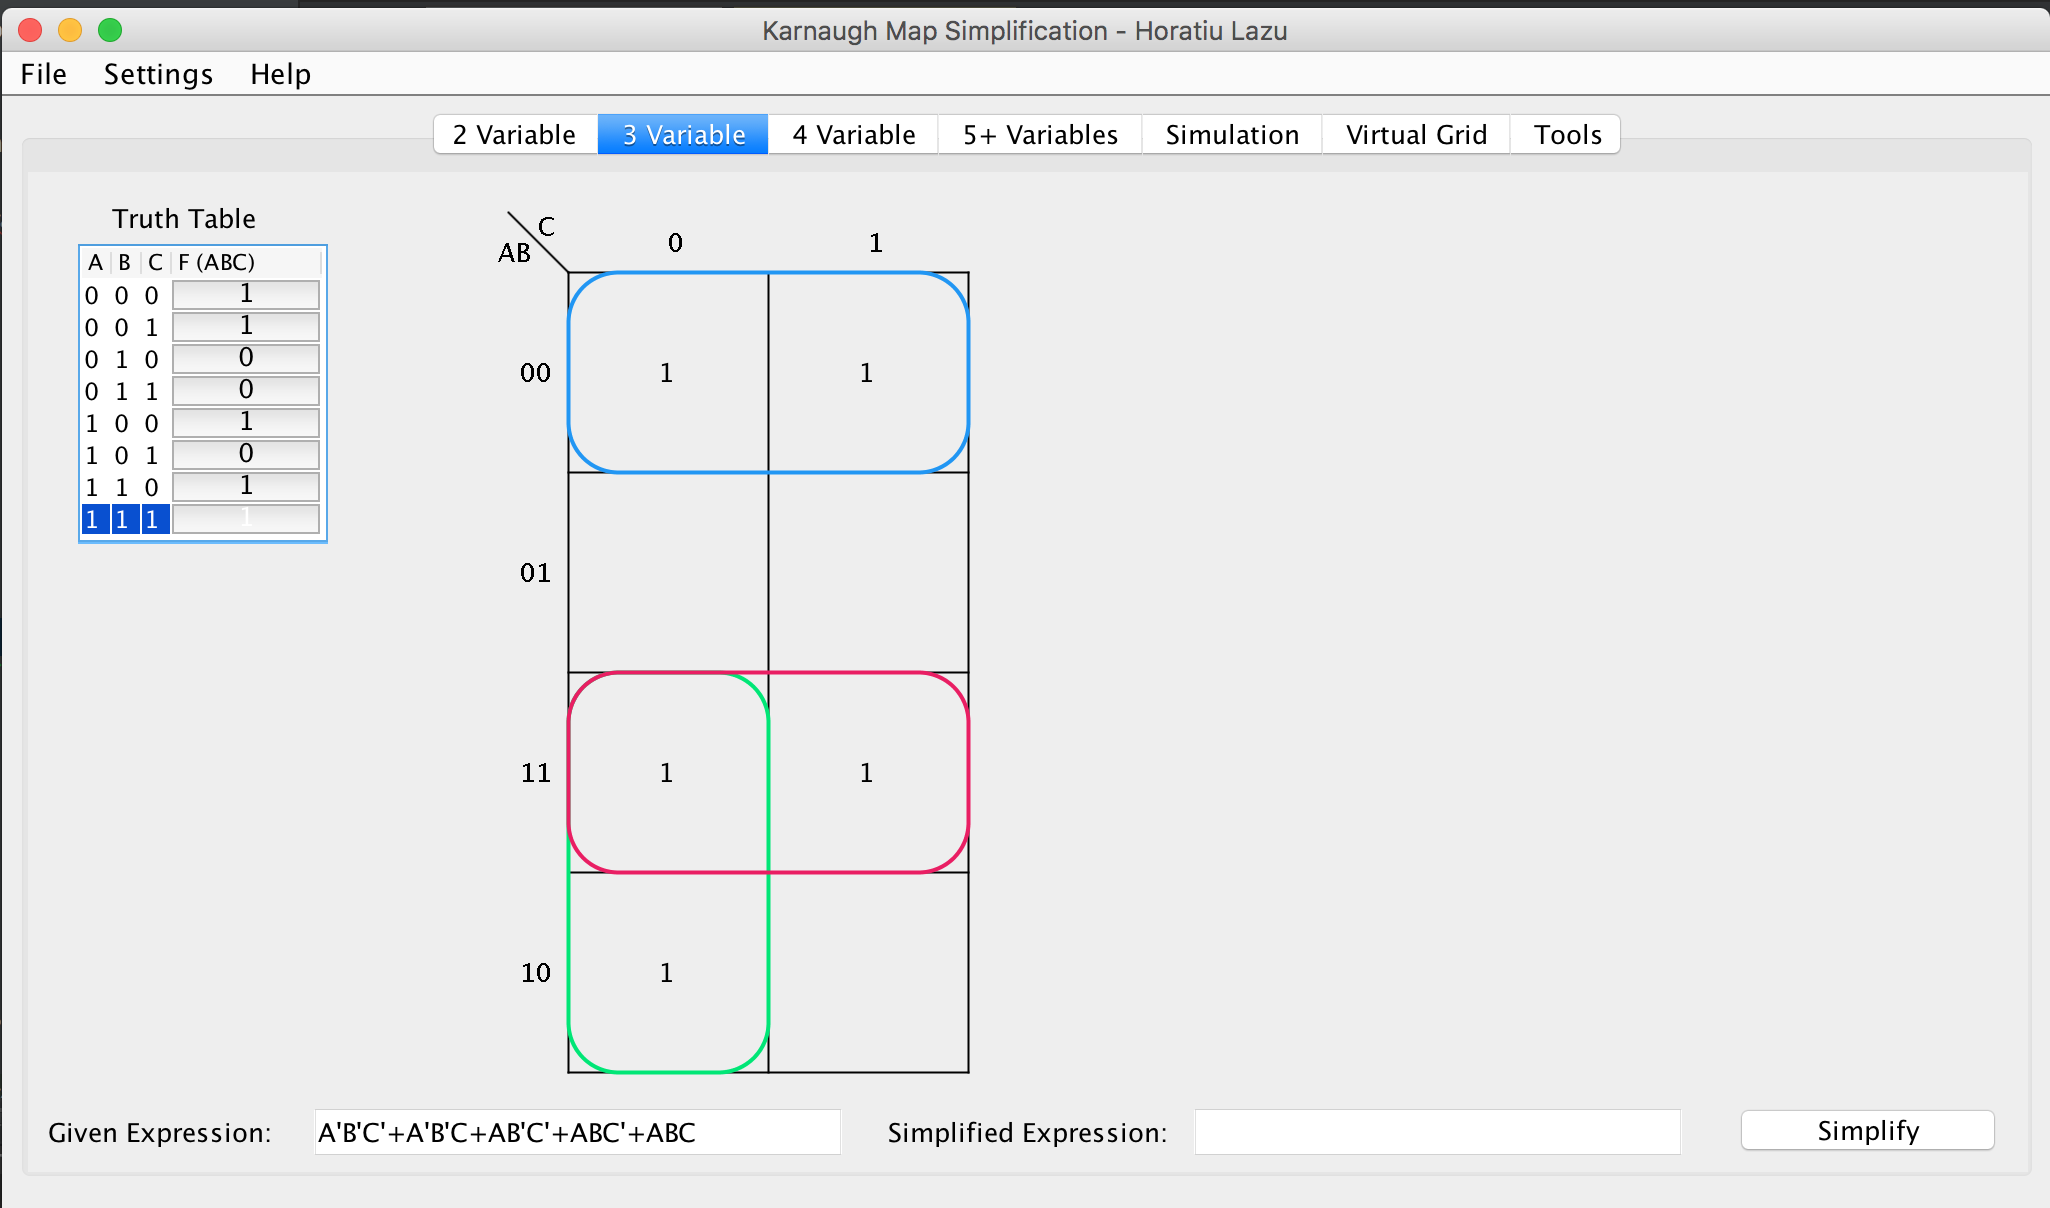 Karnaugh Map Simplification - Horatiu Lazu
File Settings Help
2 Variable 3 Variable 4 Variable 5+ Variables Simulation Virtual Grid Tools
Truth Table
A B C F (ABC)
0 0 0 1
0 0 1 1
0 1 0 0
0 1 1 0
1 0 0 1
1 0 1 0
1 1 0 1
1 1 1 1
C
AB
0 1
00 1 1
01
11 1 1
10 1
Given Expression: A'B'C'+A'B'C+AB'C'+ABC'+ABC Simplified Expression: Simplify